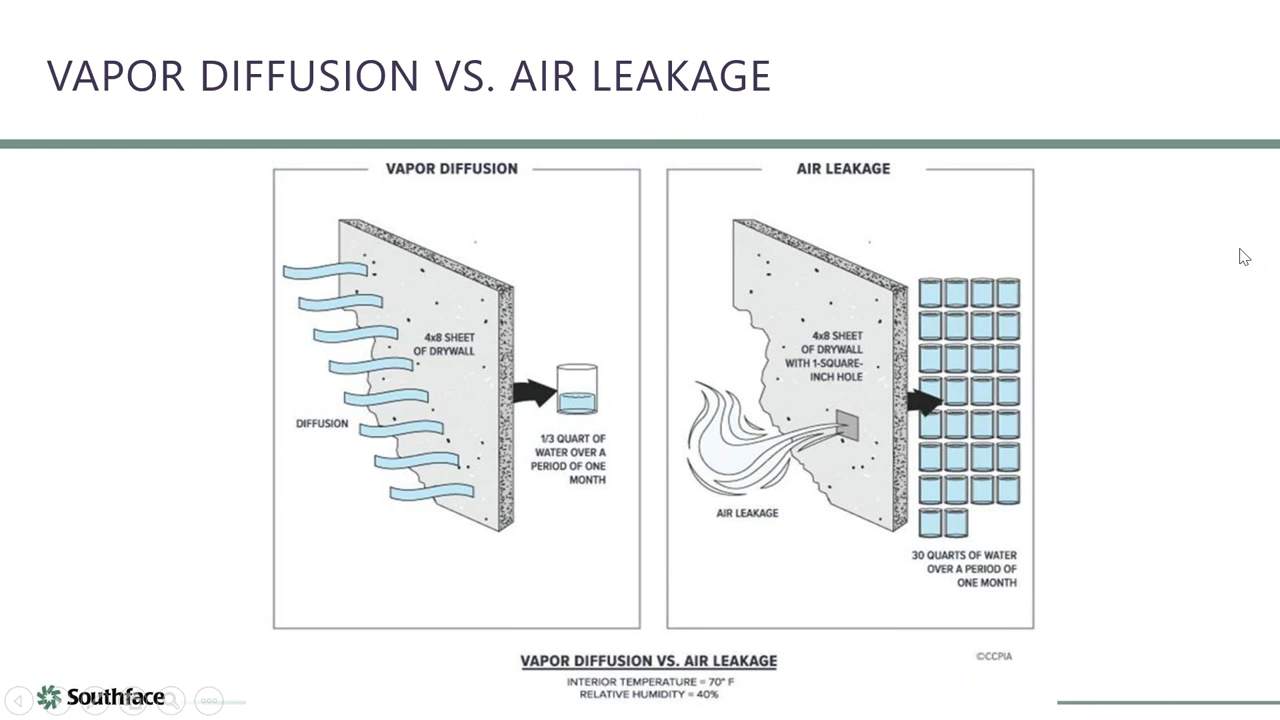 VAPOR DIFFUSION VS. AIR LEAKAGE
VAPOR DIFFUSION
4x8 SHEET
OF DRYWALL
DIFFUSION
1/3 QUART OF
WATER OVER A
PERIOD OF ONE
MONTH
AIR LEAKAGE
4x8 SHEET
OF DRYWALL
WITH 1-SQUARE-
INCH HOLE
AIR LEAKAGE
30 QUARTS OF WATER
OVER A PERIOD OF
ONE MONTH
©CCPIA
VAPOR DIFFUSION VS. AIR LEAKAGE
INTERIOR TEMPERATURE = 70° F
RELATIVE HUMIDITY = 40%
Southface